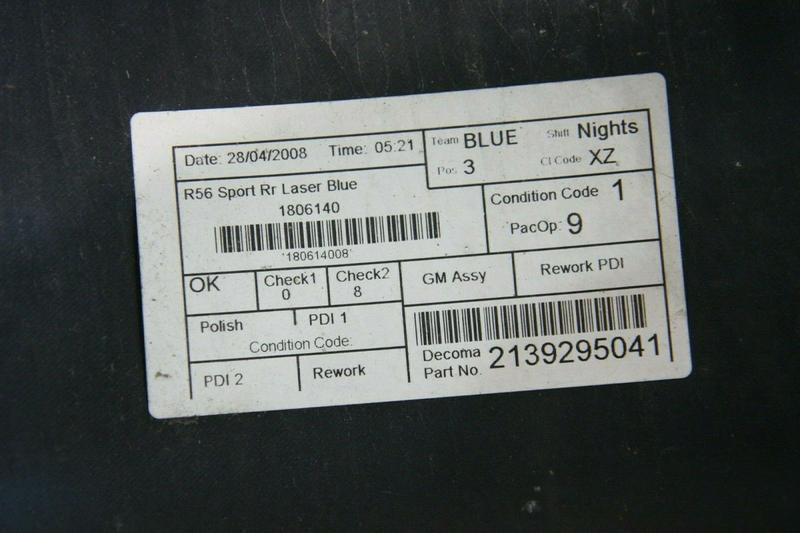 Date: 28/04/2008 Time: 05:21
Team BLUE Shift Nights
Pos 3 Cl Code XZ
R56 Sport Rr Laser Blue
1806140
'180614008'
Condition Code 1
PacOp: 9
OK Check1 0 Check2 8
GM Assy Rework PDI
Polish PDI 1
Condition Code:
PDI 2 Rework
Decoma Part No. 2139295041